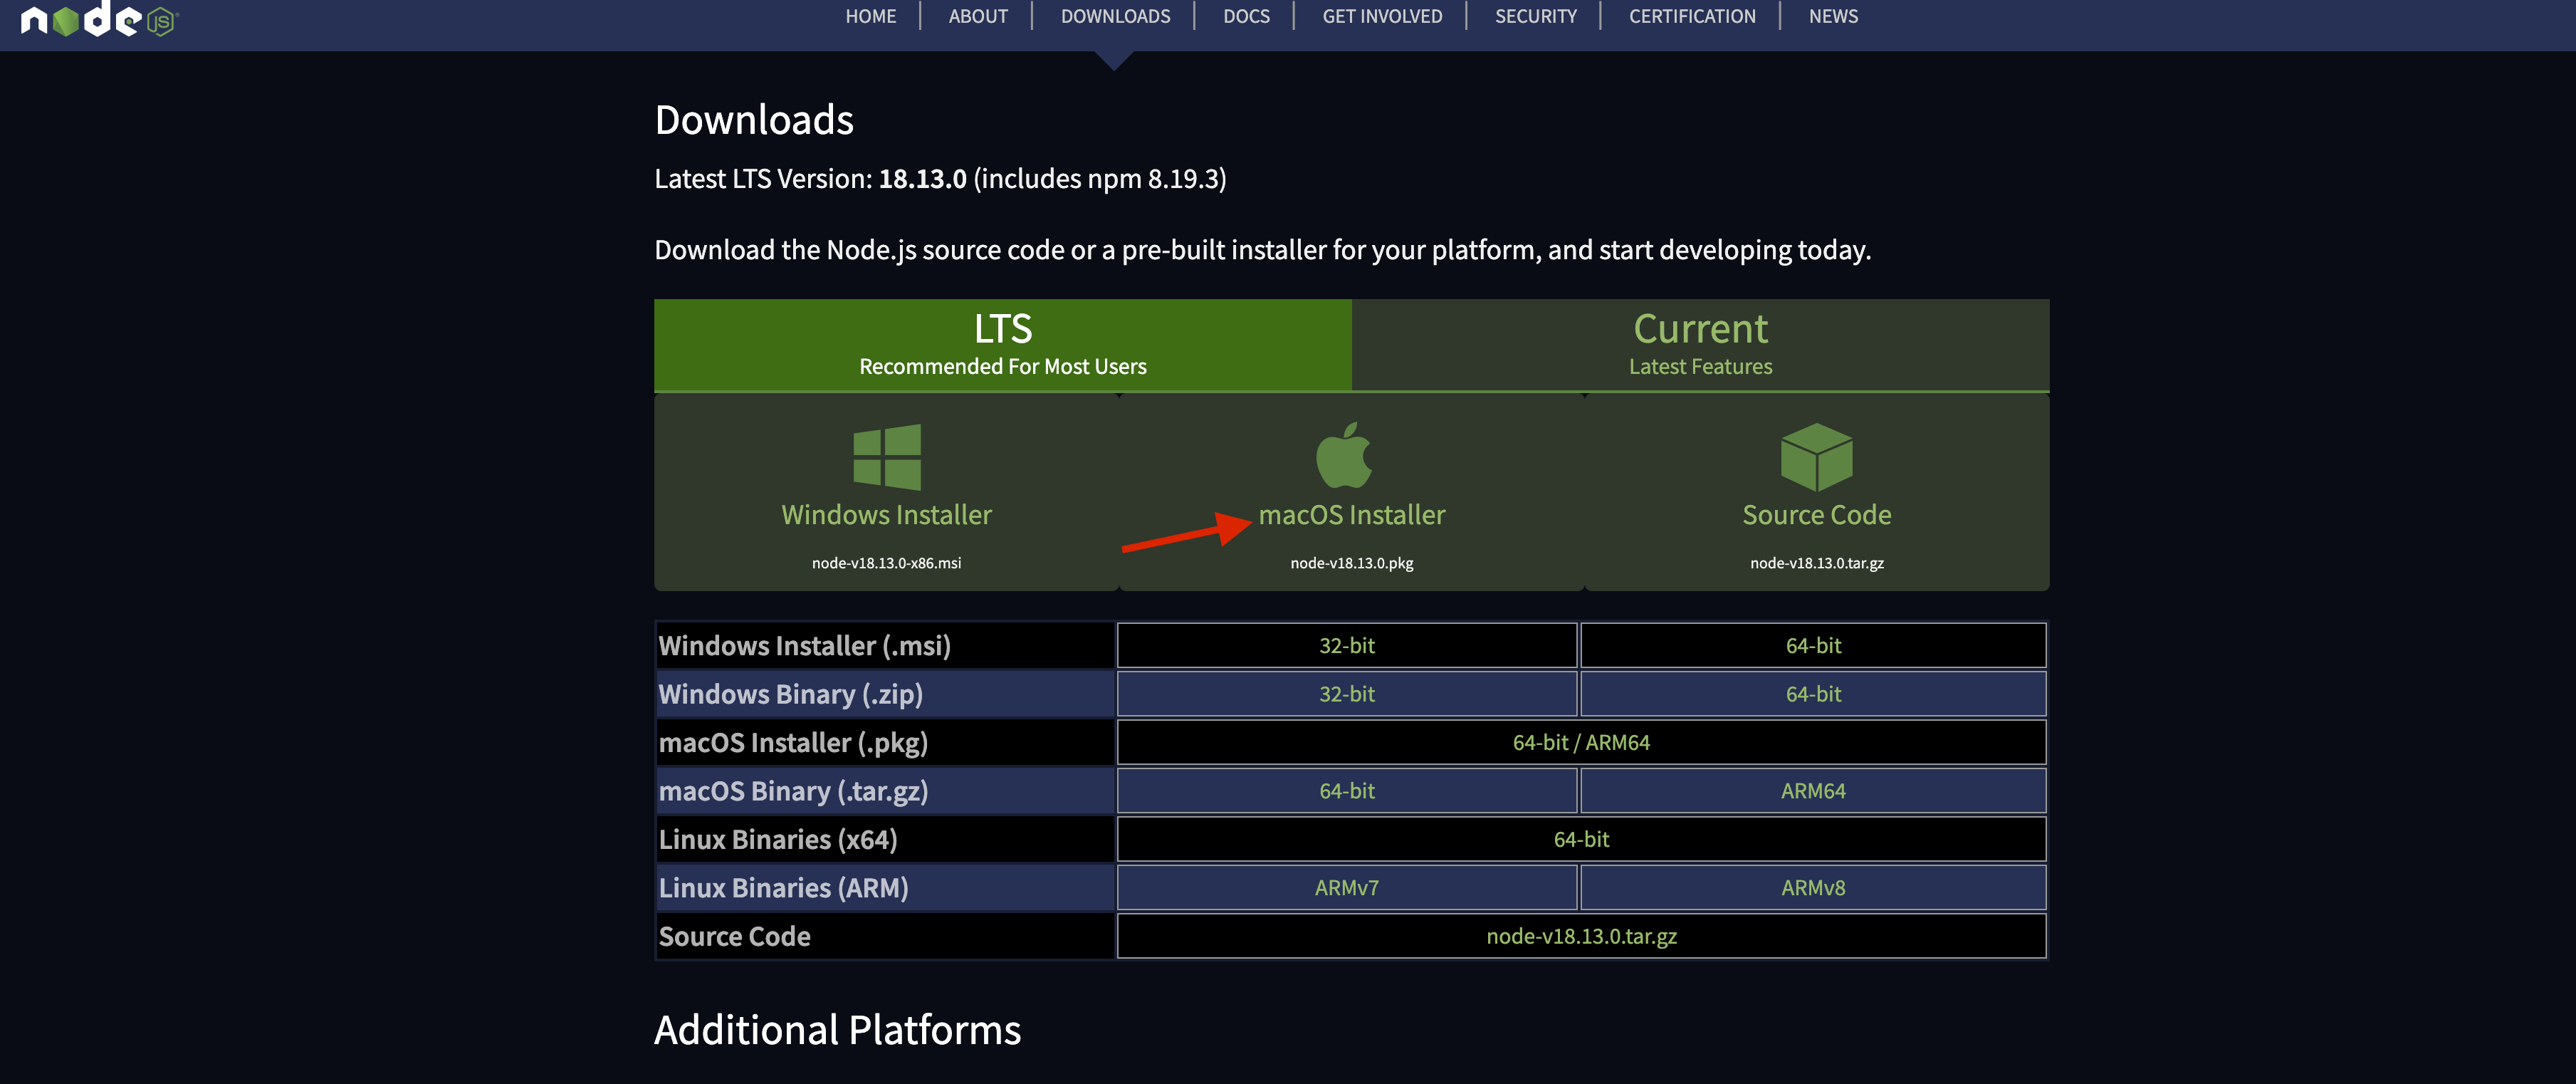 node JS
HOME ABOUT DOWNLOADS DOCS GET INVOLVED SECURITY CERTIFICATION NEWS
Downloads
Latest LTS Version: 18.13.0 (includes npm 8.19.3)
Download the Node.js source code or a pre-built installer for your platform, and start developing today.
LTS
Recommended For Most Users
Current
Latest Features
Windows Installer
node-v18.13.0-x86.msi
macOS Installer
node-v18.13.0.pkg
Source Code
node-v18.13.0.tar.gz
Windows Installer (.msi) 32-bit 64-bit
Windows Binary (.zip) 32-bit 64-bit
macOS Installer (.pkg) 64-bit / ARM64
macOS Binary (.tar.gz) 64-bit ARM64
Linux Binaries (x64) 64-bit
Linux Binaries (ARM) ARMv7 ARMv8
Source Code node-v18.13.0.tar.gz
Additional Platforms